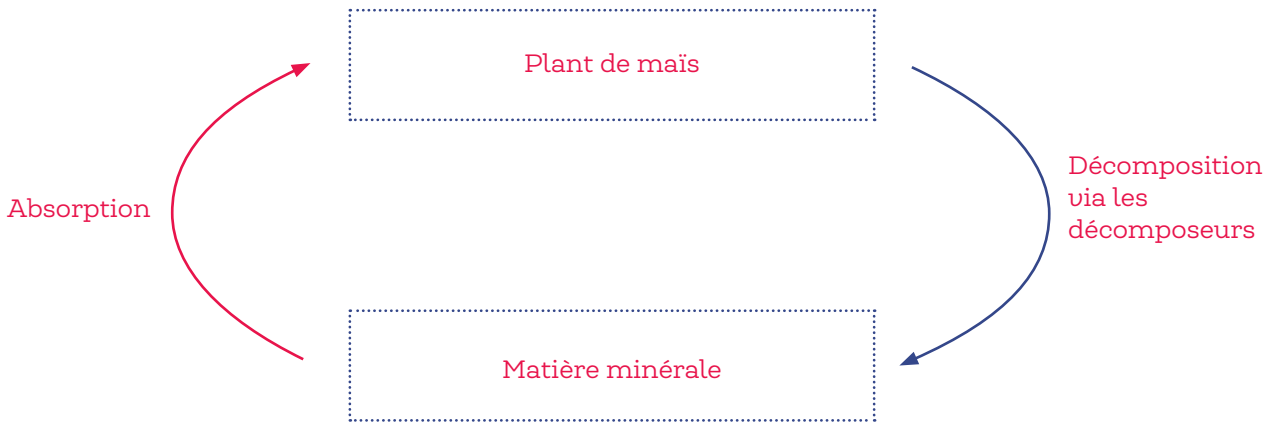 Plant de maïs
Absorption
Décomposition
via les
décomposeurs
Matière minérale